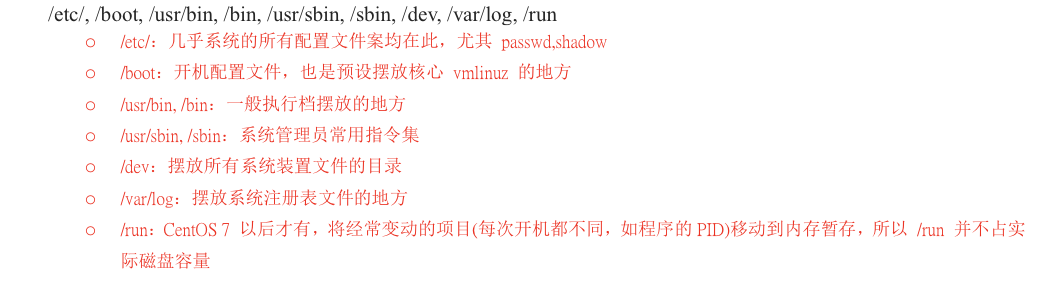 /etc/, /boot, /usr/bin, /bin, /usr/sbin, /sbin, /dev, /var/log, /run
○ /etc/：几乎系统的所有配置文件案均在此，尤其 passwd,shadow
○ /boot：开机配置文件，也是预设摆放核心 vmlinuz 的地方
○ /usr/bin, /bin：一般执行档摆放的地方
○ /usr/sbin, /sbin：系统管理员常用指令集
○ /dev：摆放所有系统装置文件的目录
○ /var/log：摆放系统注册表文件的地方
○ /run：CentOS 7 以后才有，将经常变动的项目(每次开机都不同，如程序的 PID)移动到内存暂存，所以 /run 并不占实
际磁盘容量